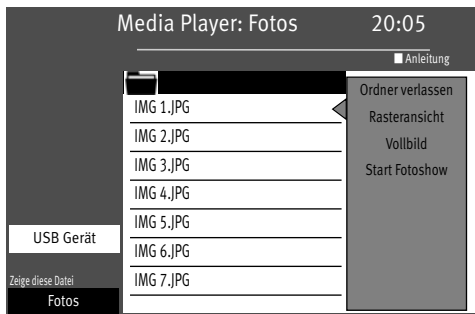 Media Player: Fotos 20:05
Anleitung
IMG 1.JPG
IMG 2.JPG
IMG 3.JPG
IMG 4.JPG
IMG 5.JPG
IMG 6.JPG
IMG 7.JPG
Ordner verlassen
Rasteransicht
Vollbild
Start Fotoshow
USB Gerät
Zeige diese Datei
Fotos